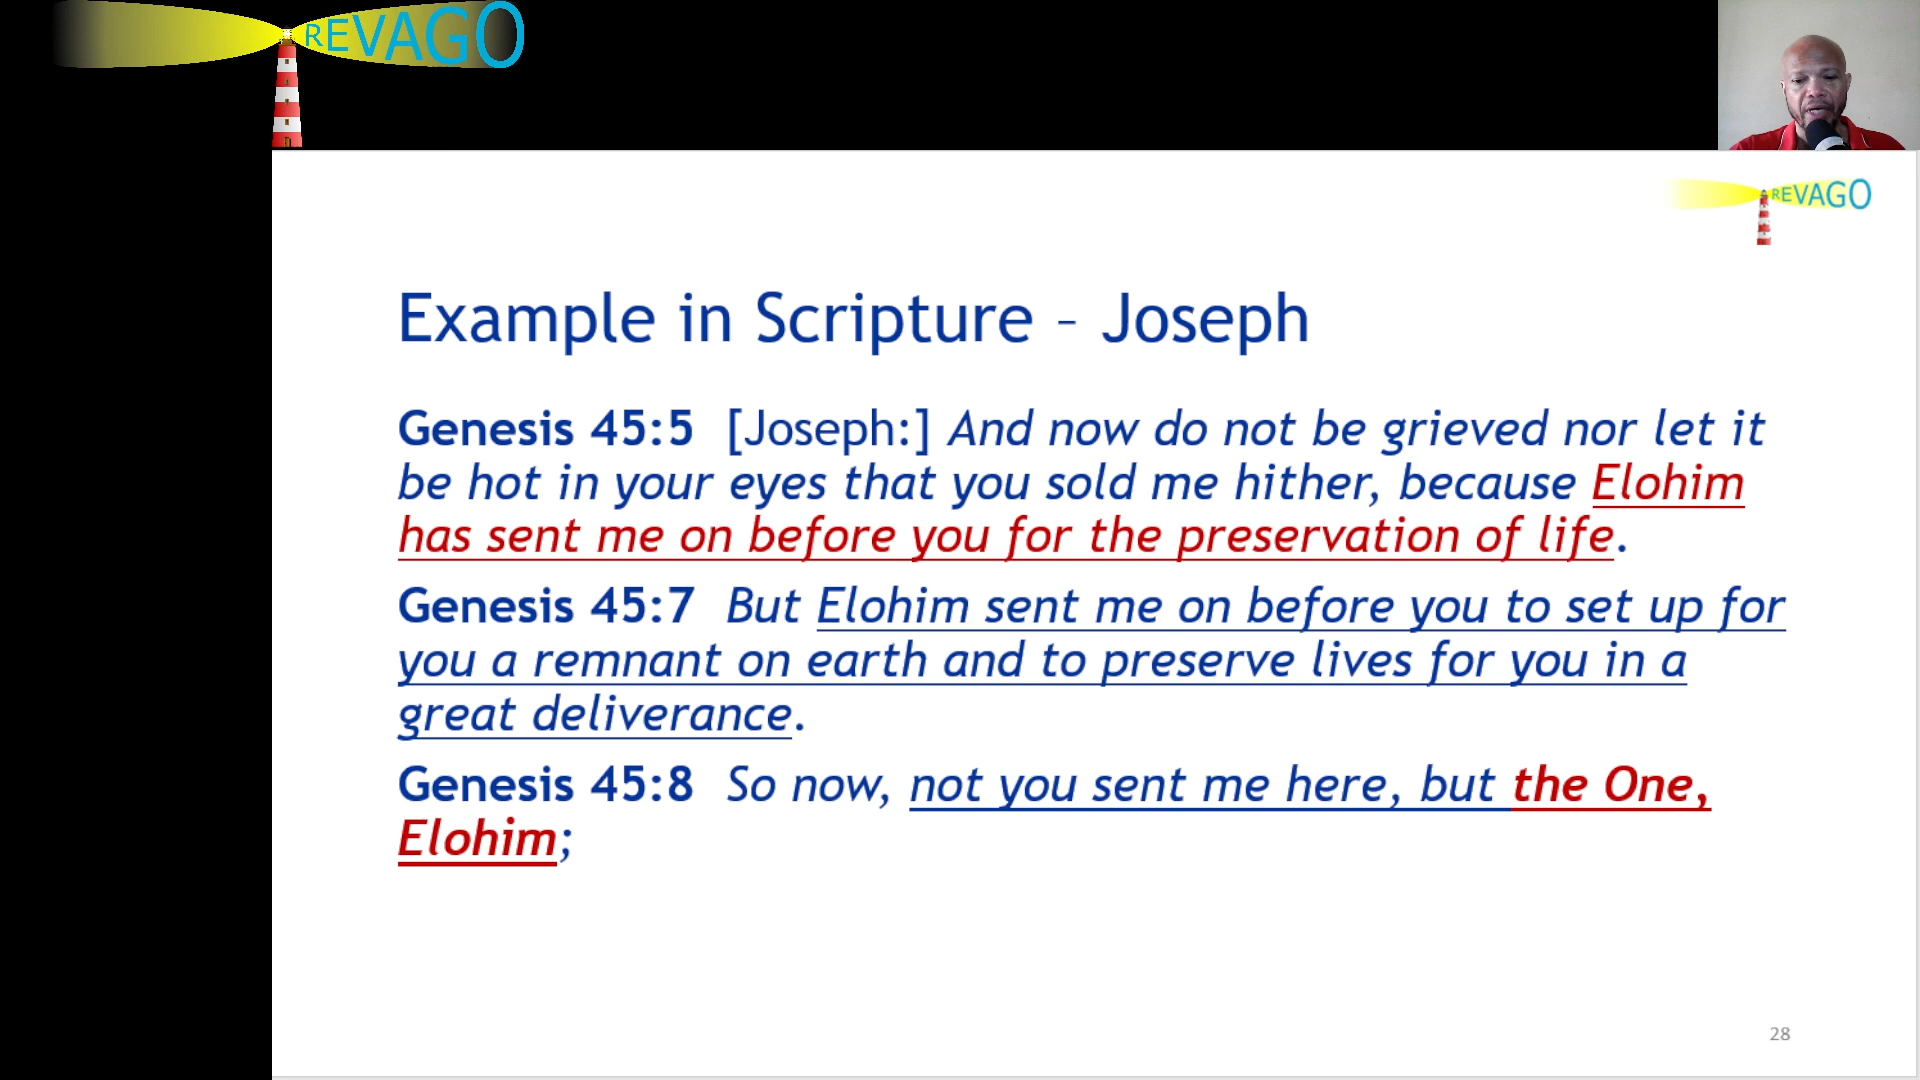 REVAGO
REVAGO
Example in Scripture – Joseph
Genesis 45:5 [Joseph:] And now do not be grieved nor let it
be hot in your eyes that you sold me hither, because Elohim
has sent me on before you for the preservation of life.
Genesis 45:7 But Elohim sent me on before you to set up for
you a remnant on earth and to preserve lives for you in a
great deliverance.
Genesis 45:8 So now, not you sent me here, but the One,
Elohim;
28